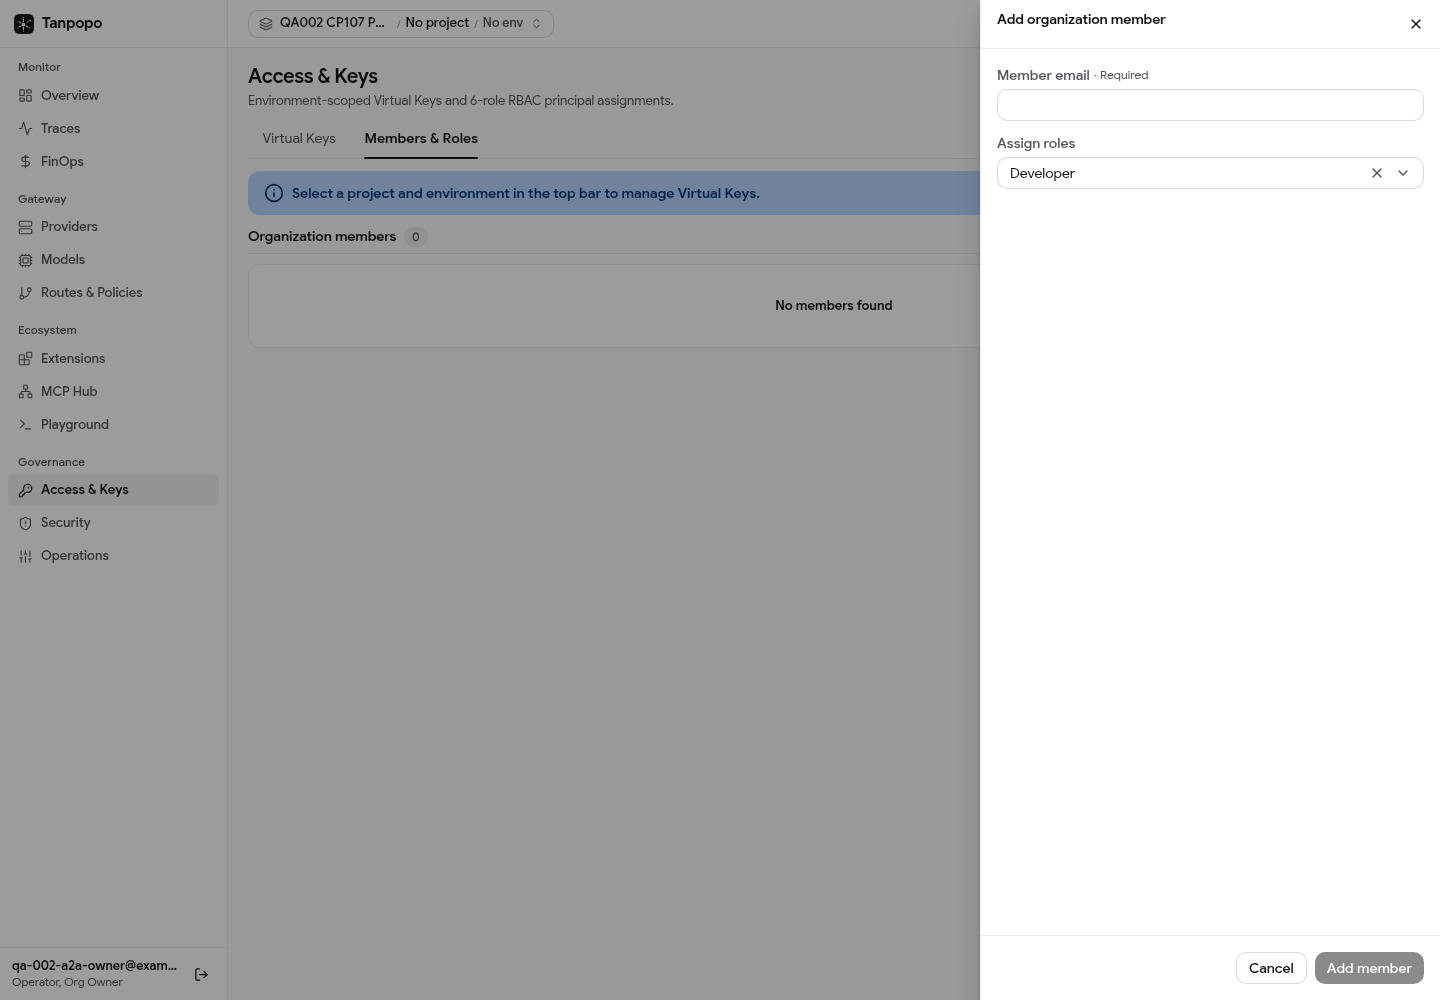 Tanpopo
Monitor
Overview
Traces
FinOps
Gateway
Providers
Models
Routes & Policies
Ecosystem
Extensions
MCP Hub
Playground
Governance
Access & Keys
Security
Operations
qa-002-a2a-owner@exam...
Operator, Org Owner
QA002 CP107 P... / No project / No env
Access & Keys
Environment-scoped Virtual Keys and 6-role RBAC principal assignments.
Virtual Keys Members & Roles
Select a project and environment in the top bar to manage Virtual Keys.
Organization members 0
No members found
Add organization member
Member email · Required
Assign roles
Developer
Cancel Add member